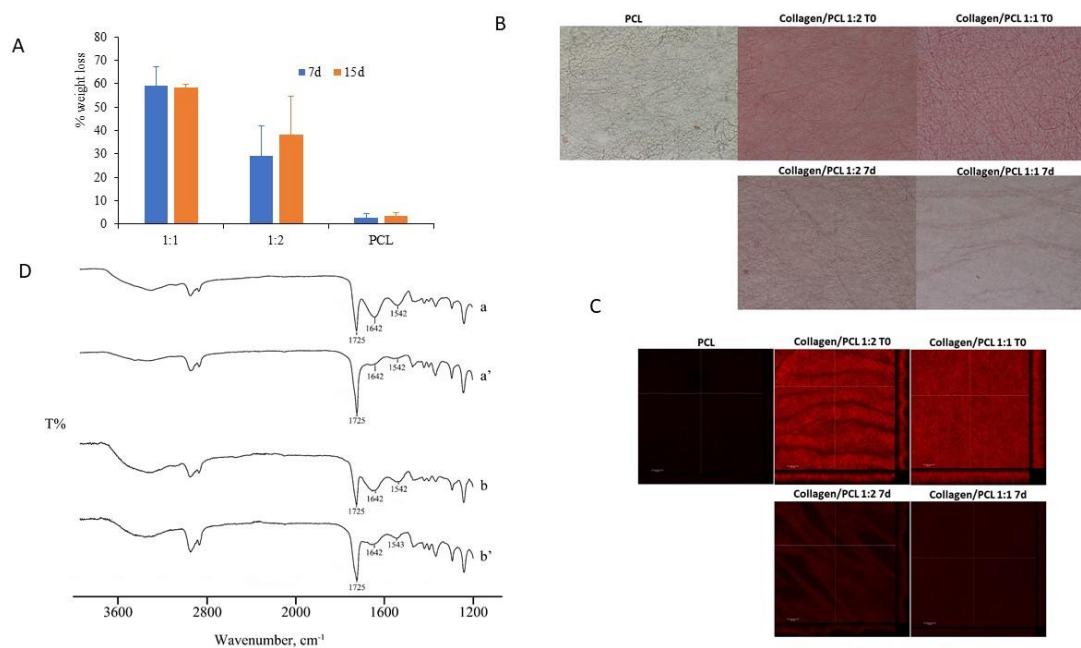 A
% weight loss
80
70
60
50
40
30
20
10
0
7d
15d
1:1
1:2
PCL
B
PCL
Collagen/PCL 1:2 T0
Collagen/PCL 1:1 T0
Collagen/PCL 1:2 7d
Collagen/PCL 1:1 7d
C
PCL
Collagen/PCL 1:2 T0
Collagen/PCL 1:1 T0
Collagen/PCL 1:2 7d
Collagen/PCL 1:1 7d
D
T%
a
1725
1642
1542
a'
1725
1642
1542
b
1725
1642
1542
b'
1725
1642
1543
3600
2800
2000
1600
1200
Wavenumber, cm⁻¹